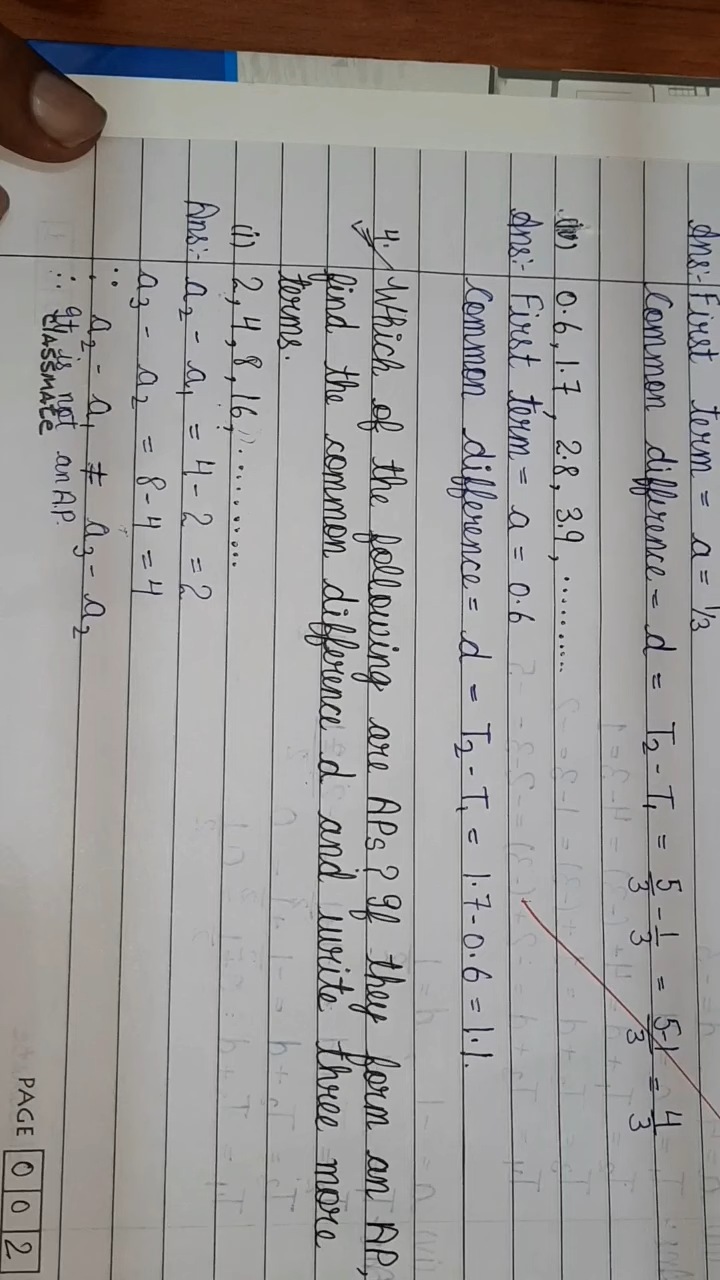 Ans:- First term = a = 1/3
Common difference = d = T₂ - T₁ = 5/3 - 1/3 = 5-1/3 = 4/3
(iv) 0.6, 1.7, 2.8, 3.9, ..........
Ans:- First term = a = 0.6
Common difference = d = T₂ - T₁ = 1.7 - 0.6 = 1.1.
4. Which of the following are APs? If they form an AP,
find the common difference d and write three more
terms.
(i) 2, 4, 8, 16, ..........
Ans:- a₂ - a₁ = 4 - 2 = 2
a₃ - a₂ = 8 - 4 = 4
∵ a₂ - a₁ ≠ a₃ - a₂
∴ It is not an A.P.
CLASSMATE
PAGE 002